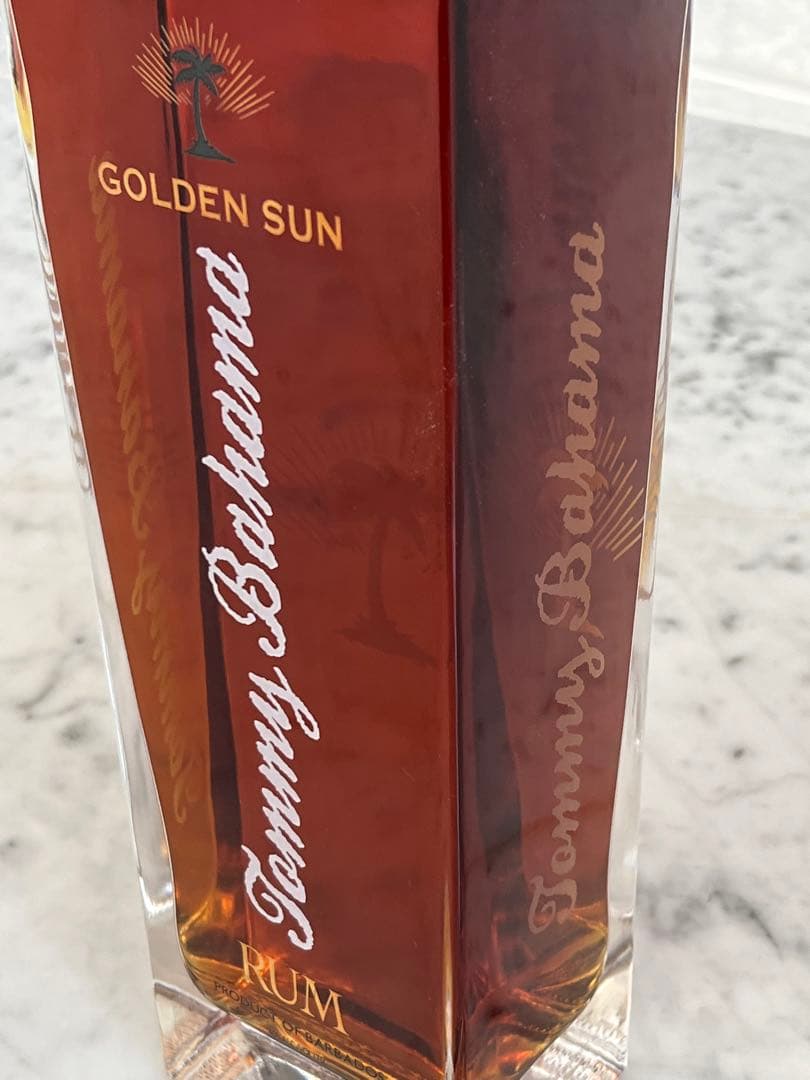 GOLDEN SUN
Tommy Bahama
RUM
PRODUCT OF BARBADOS
Tommy Bahama